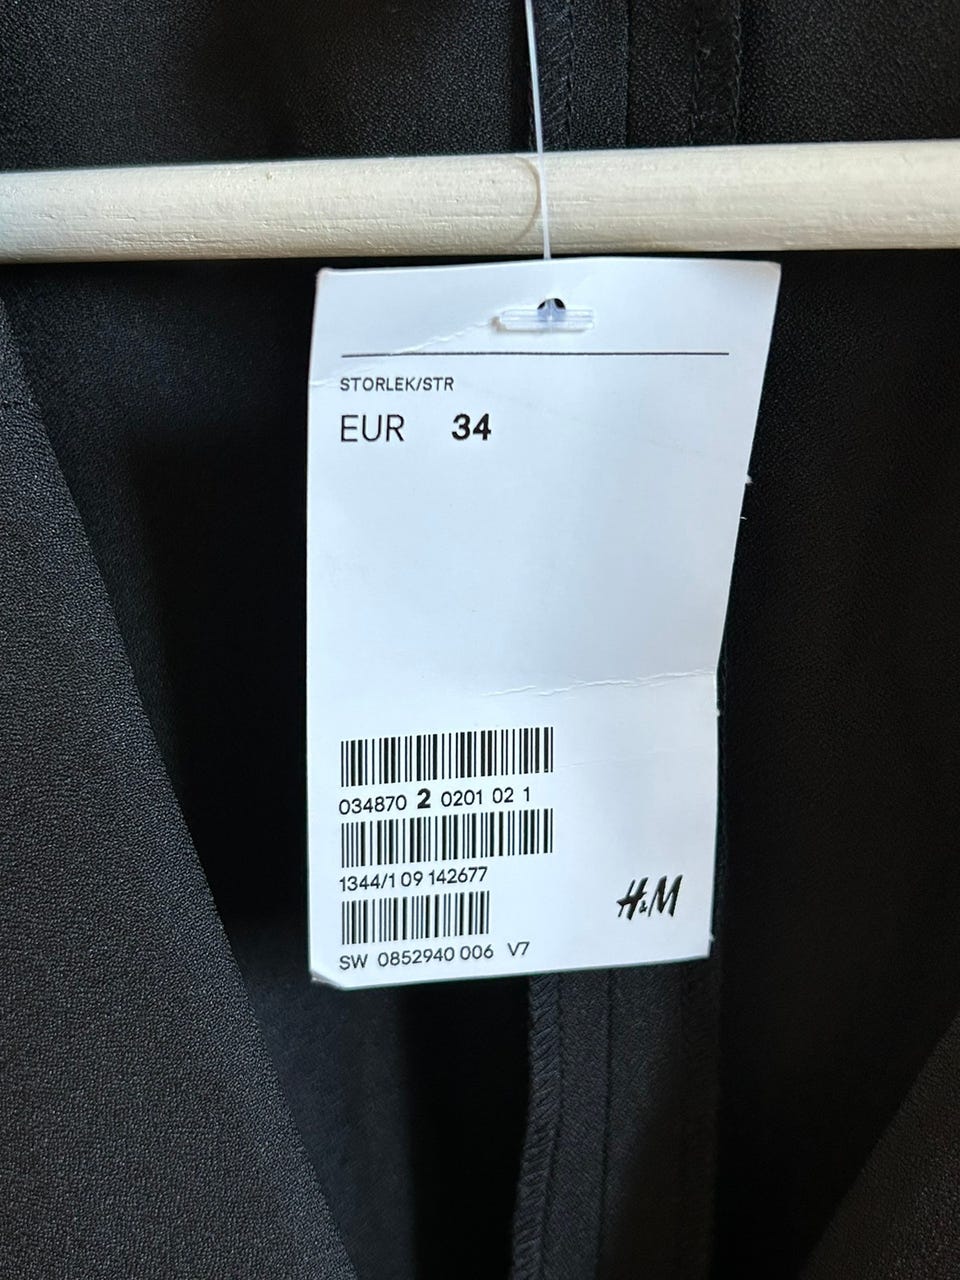 STORLEK/STR
EUR 34
034870 2 0201 02 1
1344/1 09 142677
H&M
SW 0852940 006 V7